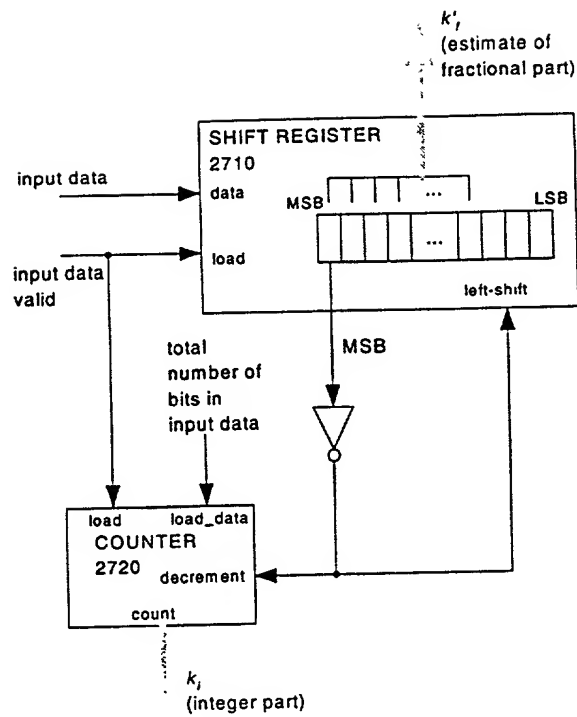 k'f
(estimate of
fractional part)
SHIFT REGISTER
2710
input data
data
MSB
...
LSB
...
load
input data
valid
left-shift
MSB
total
number of
bits in
input data
load
load_data
COUNTER
2720
decrement
count
ki
(integer part)